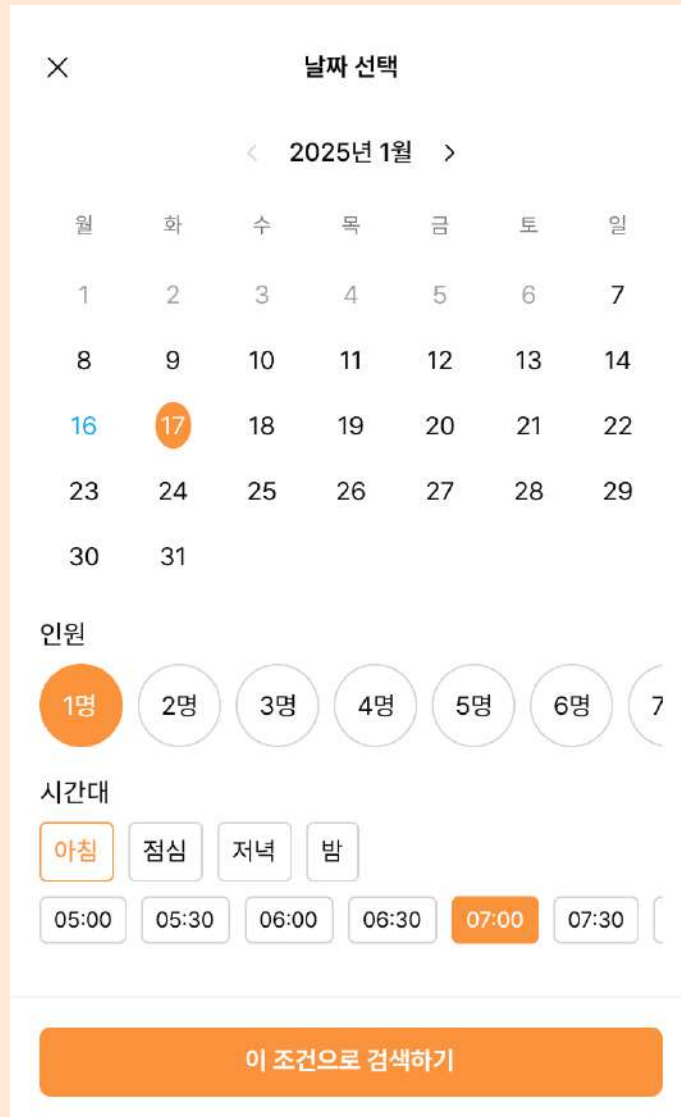 날짜 선택
2025년 1월
월 화 수 목 금 토 일
1 2 3 4 5 6 7
8 9 10 11 12 13 14
16 17 18 19 20 21 22
23 24 25 26 27 28 29
30 31
인원
1명 2명 3명 4명 5명 6명 7
시간대
아침 점심 저녁 밤
05:00 05:30 06:00 06:30 07:00 07:30
이 조건으로 검색하기